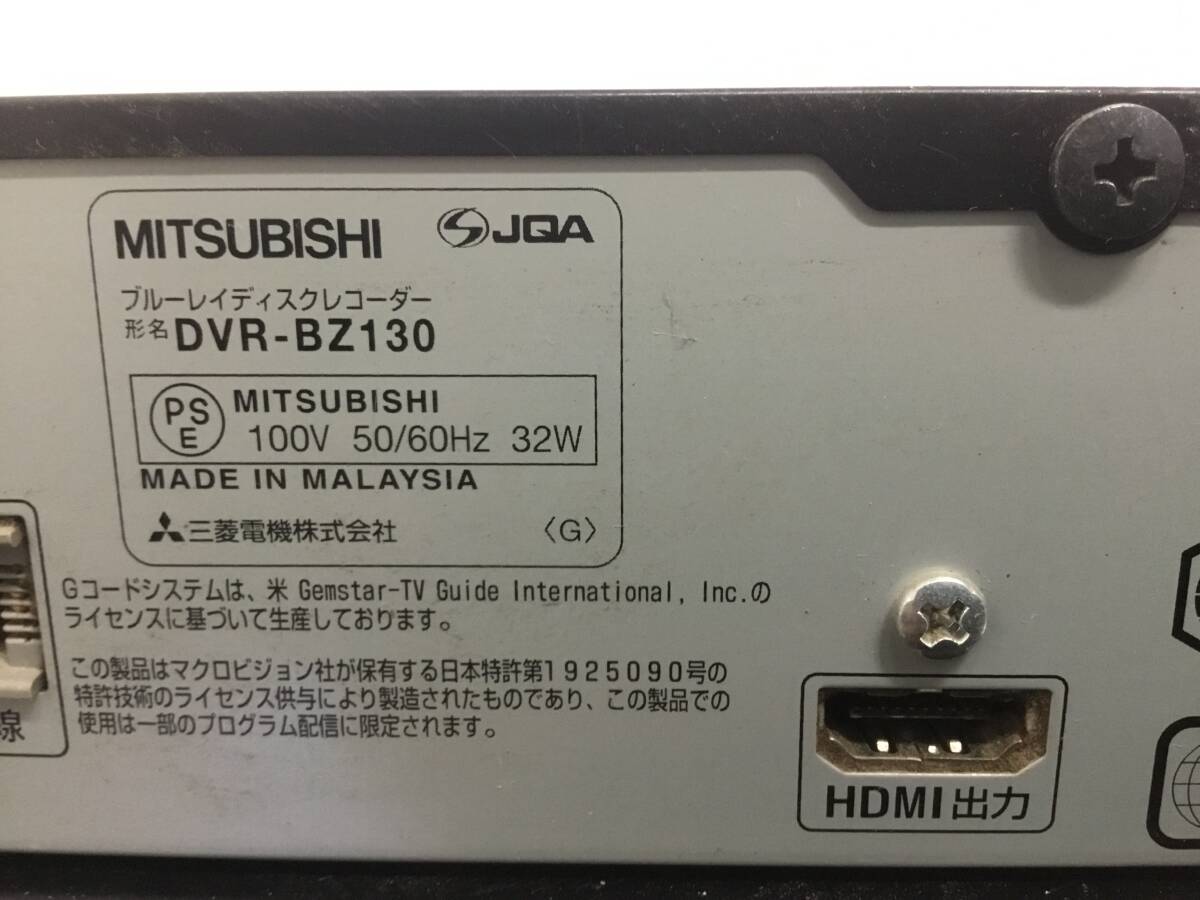 MITSUBISHI JQA
ブルーレイディスクレコーダー
形名 DVR-BZ130
PSE MITSUBISHI
100V 50/60Hz 32W
MADE IN MALAYSIA
三菱電機株式会社 〈G〉
Gコードシステムは、米 Gemstar-TV Guide International, Inc.の
ライセンスに基づいて生産しております。
この製品はマクロビジョン社が保有する日本特許第1925090号の
特許技術のライセンス供与により製造されたものであり、この製品での
使用は一部のプログラム配信に限定されます。
線
HDMI出力